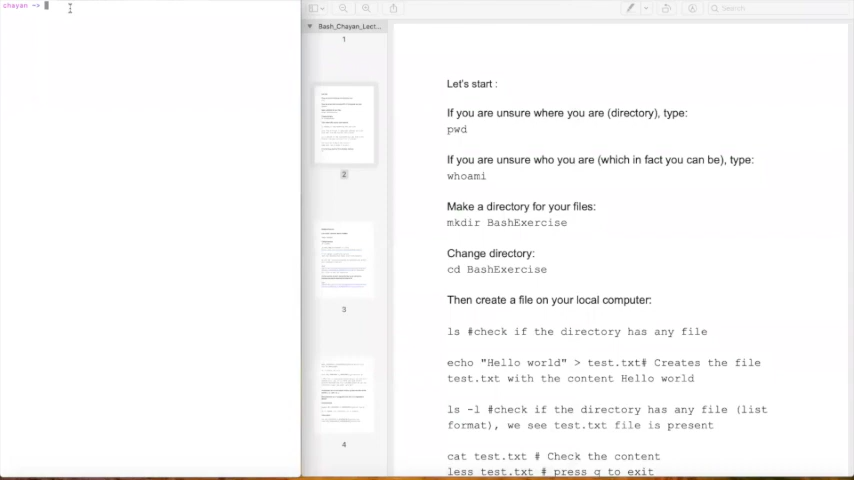 chayan ~>
Search
Bash_Chayan_Lect...
1
2
3
4
Let's start :
If you are unsure where you are (directory), type:
pwd
If you are unsure who you are (which in fact you can be), type:
whoami
Make a directory for your files:
mkdir BashExercise
Change directory:
cd BashExercise
Then create a file on your local computer:
ls #check if the directory has any file
echo "Hello world" > test.txt# Creates the file
test.txt with the content Hello world
ls -l #check if the directory has any file (list
format), we see test.txt file is present
cat test.txt # Check the content
less test.txt # press q to exit